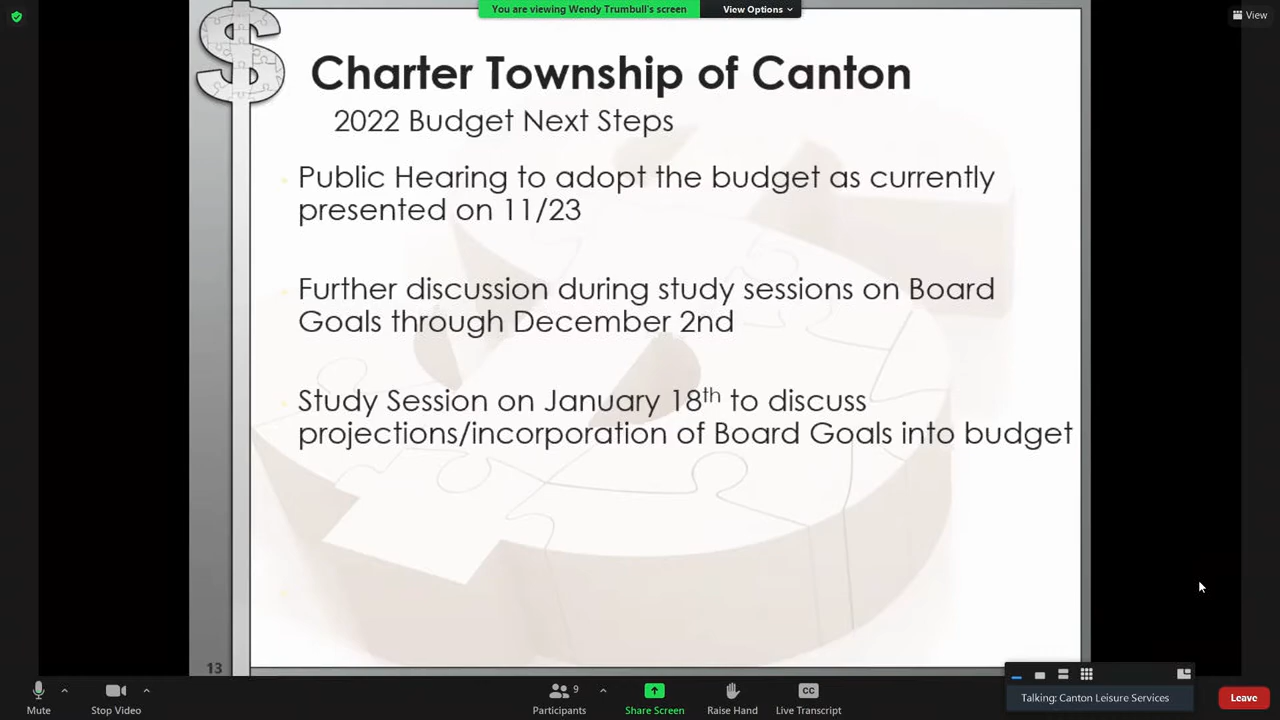 You are viewing Wendy Trumbull's screen
View Options
View
Charter Township of Canton
2022 Budget Next Steps
Public Hearing to adopt the budget as currently
presented on 11/23
Further discussion during study sessions on Board
Goals through December 2nd
Study Session on January 18th to discuss
projections/incorporation of Board Goals into budget
13
Mute
Stop Video
9
Participants
Share Screen
Raise Hand
CC
Live Transcript
Talking: Canton Leisure Services
Leave